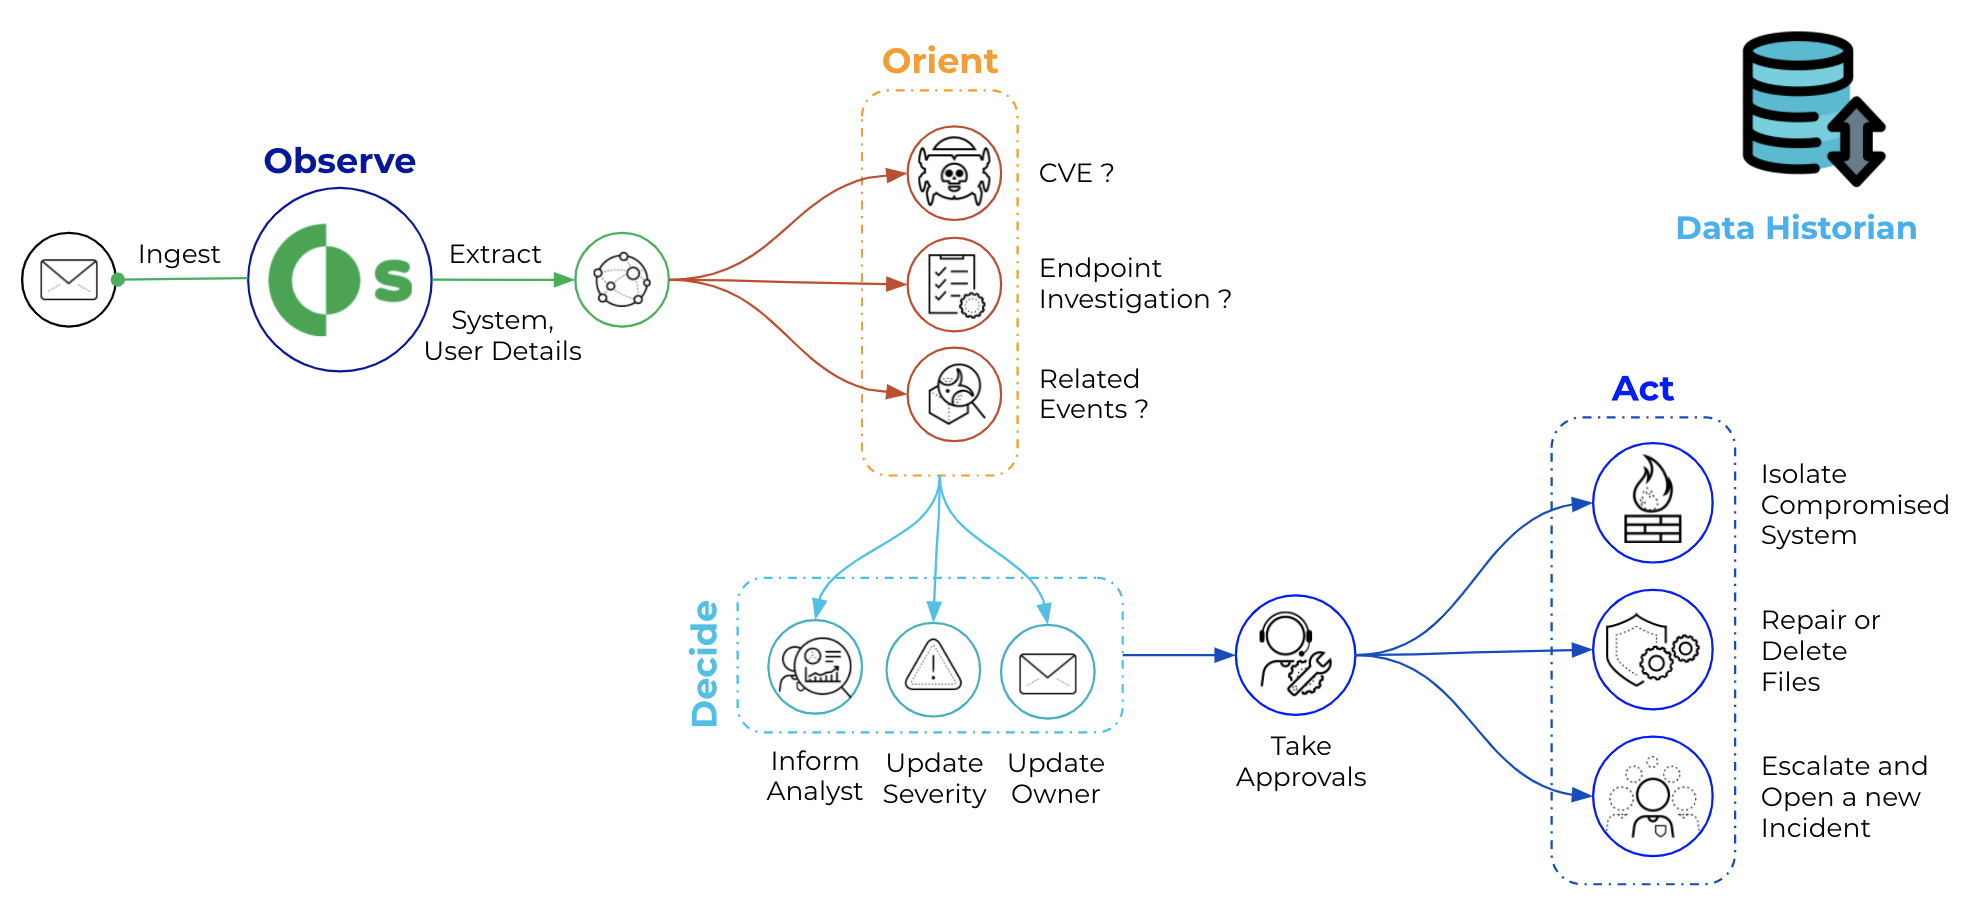 Observe
Ingest
s
Extract
System,
User Details
Orient
CVE ?
Endpoint
Investigation ?
Related
Events ?
Data Historian
Decide
Inform
Analyst
Update
Severity
Update
Owner
Take
Approvals
Act
Isolate
Compromised
System
Repair or
Delete
Files
Escalate and
Open a new
Incident